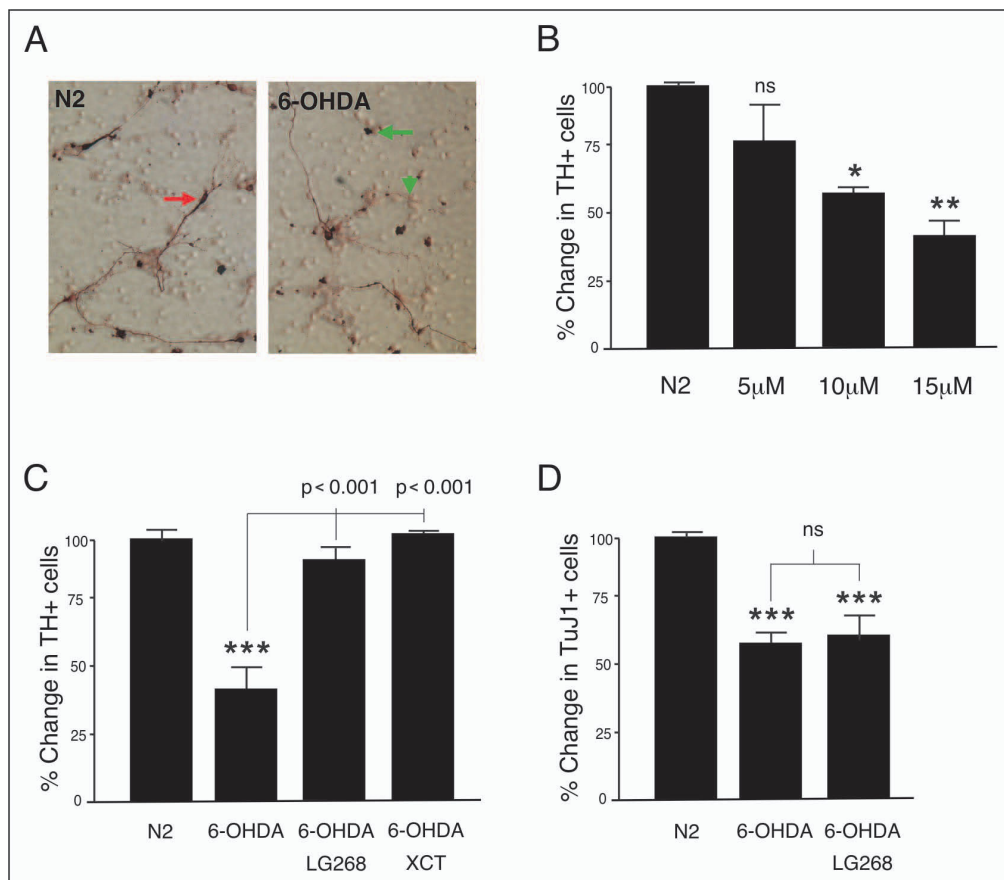 A
N2
6-OHDA
B
% Change in TH+ cells
100
75
50
25
0
ns
*
**
N2 5µM 10µM 15µM
C
% Change in TH+ cells
100
75
50
25
0
p< 0.001 p< 0.001
***
N2 6-OHDA 6-OHDA 6-OHDA
LG268 XCT
D
% Change in TuJ1+ cells
100
75
50
25
0
ns
*** ***
N2 6-OHDA 6-OHDA
LG268